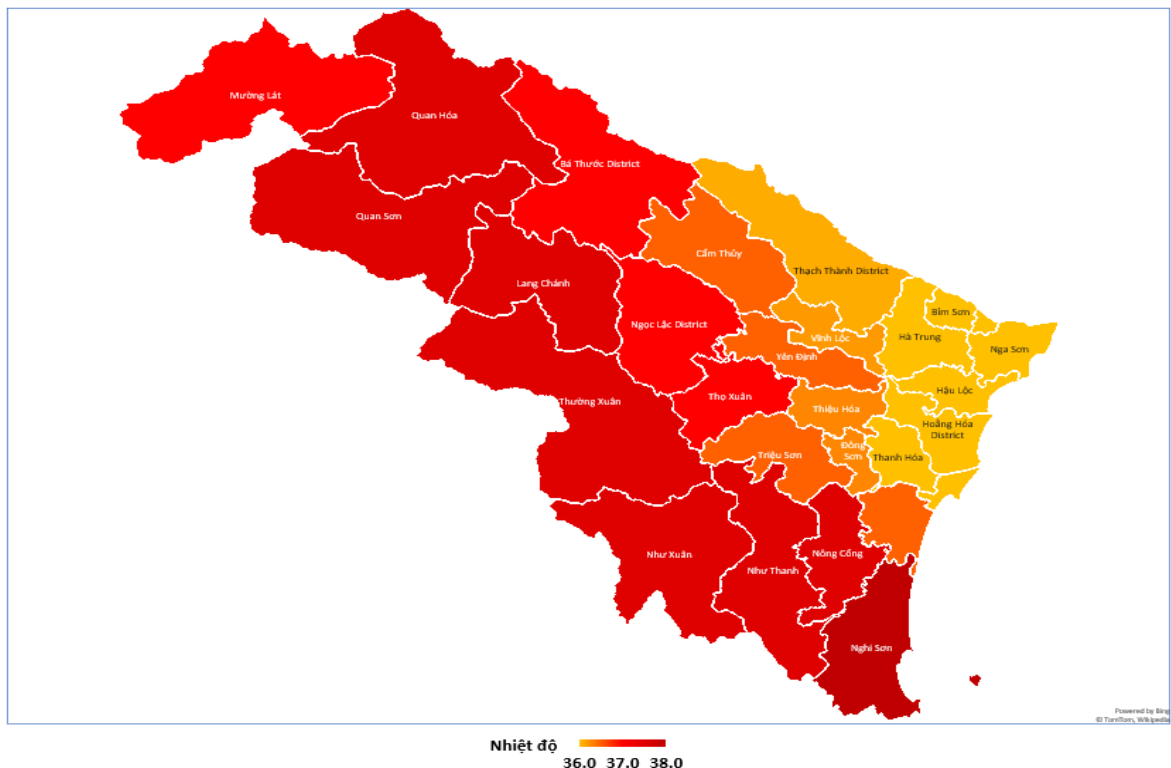 Mường Lát
Quan Hóa
Bá Thước District
Quan Sơn
Cẩm Thủy
Thạch Thành District
Lang Chánh
Bỉm Sơn
Ngọc Lặc District
Hà Trung
Vĩnh Lộc
Nga Sơn
Yên Định
Hậu Lộc
Thọ Xuân
Thường Xuân
Thiệu Hóa
Hoằng Hóa
District
Đông
Sơn
Triệu Sơn
Thanh Hóa
Như Xuân
Nông Cống
Như Thanh
Nghi Sơn
Powered by Bing
© TomTom, Wikipedia
Nhiệt độ
36.0 37.0 38.0